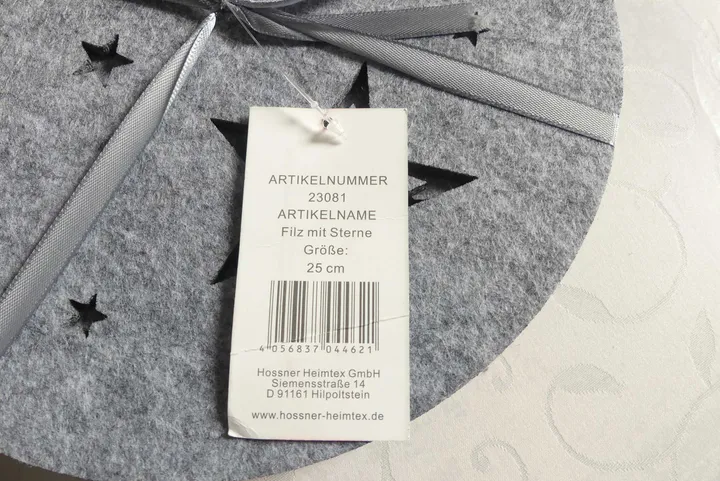 ARTIKELNUMMER
23081
ARTIKELNAME
Filz mit Sterne
Größe:
25 cm
4 056837 044621
Hossner Heimtex GmbH
Siemensstraße 14
D 91161 Hilpoltstein
www.hossner-heimtex.de